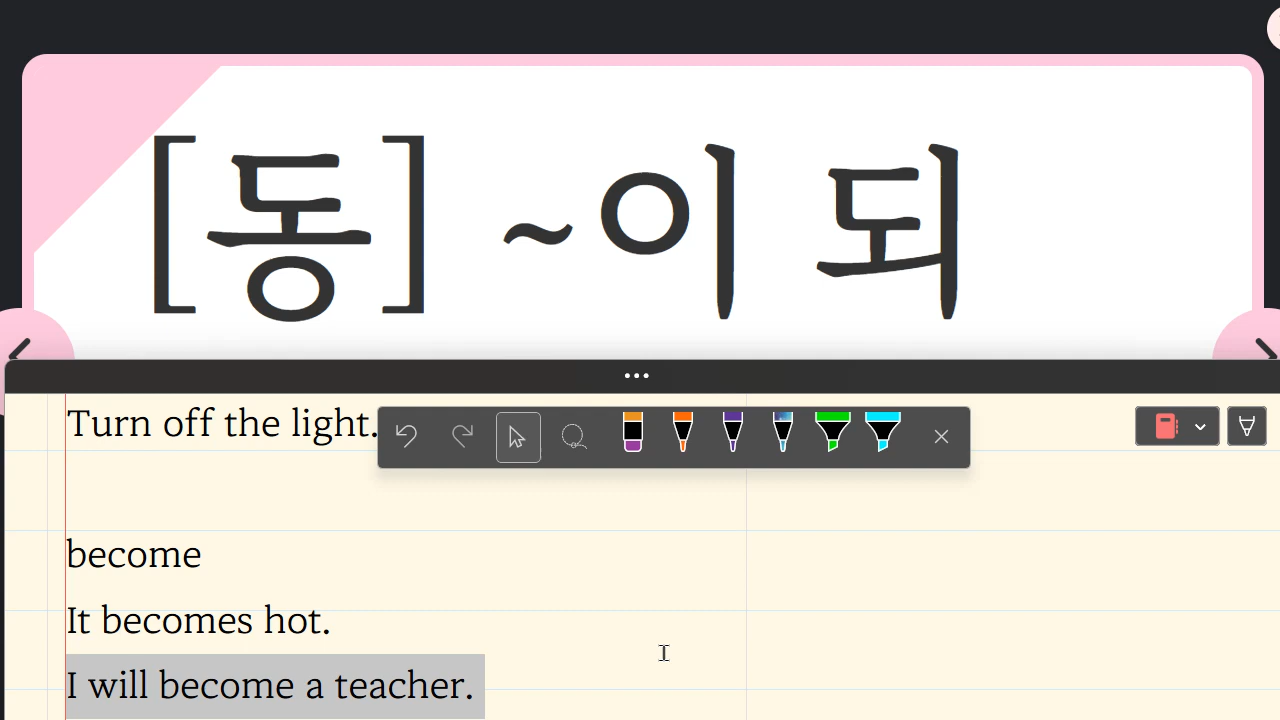 [동] ~이 되
Turn off the light.
become
It becomes hot.
I will become a teacher.